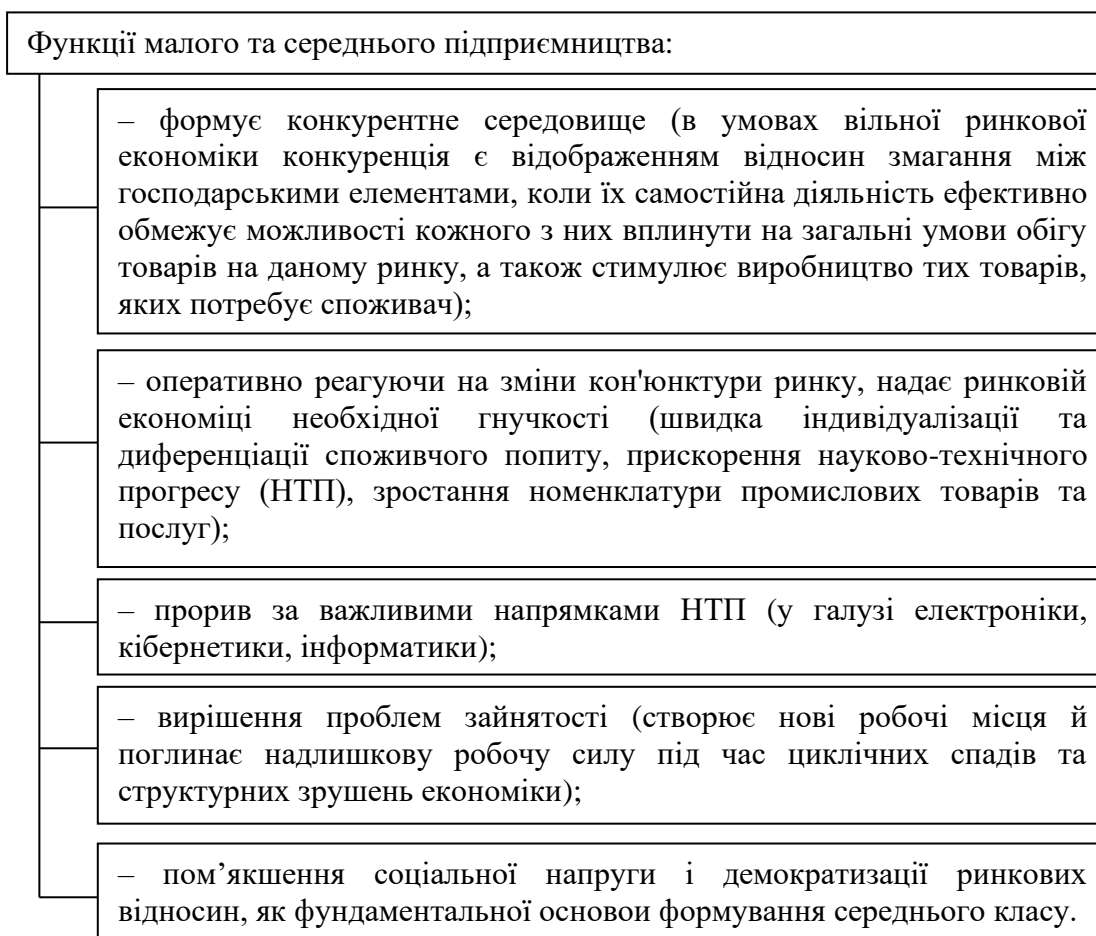 Функції малого та середнього підприємництва:
– формує конкурентне середовище (в умовах вільної ринкової
економіки конкуренція є відображенням відносин змагання між
господарськими елементами, коли їх самостійна діяльність ефективно
обмежує можливості кожного з них вплинути на загальні умови обігу
товарів на даному ринку, а також стимулює виробництво тих товарів,
яких потребує споживач);
– оперативно реагуючи на зміни кон'юнктури ринку, надає ринковій
економіці необхідної гнучкості (швидка індивідуалізації та
диференціації споживчого попиту, прискорення науково-технічного
прогресу (НТП), зростання номенклатури промислових товарів та
послуг);
– прорив за важливими напрямками НТП (у галузі електроніки,
кібернетики, інформатики);
– вирішення проблем зайнятості (створює нові робочі місця й
поглинає надлишкову робочу силу під час циклічних спадів та
структурних зрушень економіки);
– пом’якшення соціальної напруги і демократизації ринкових
відносин, як фундаментальної основои формування середнього класу.